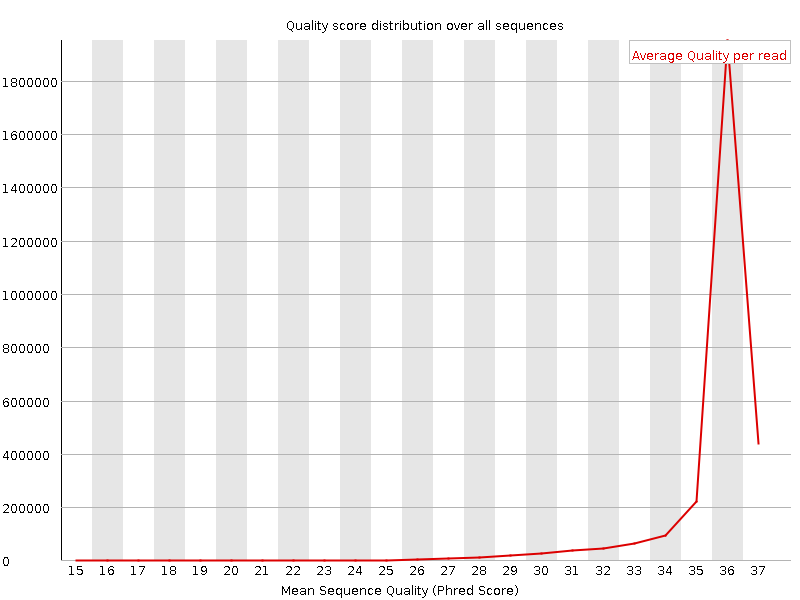 Quality score distribution over all sequences
Average Quality per read
1800000
1600000
1400000
1200000
1000000
800000
600000
400000
200000
0
15 16 17 18 19 20 21 22 23 24 25 26 27 28 29 30 31 32 33 34 35 36 37
Mean Sequence Quality (Phred Score)